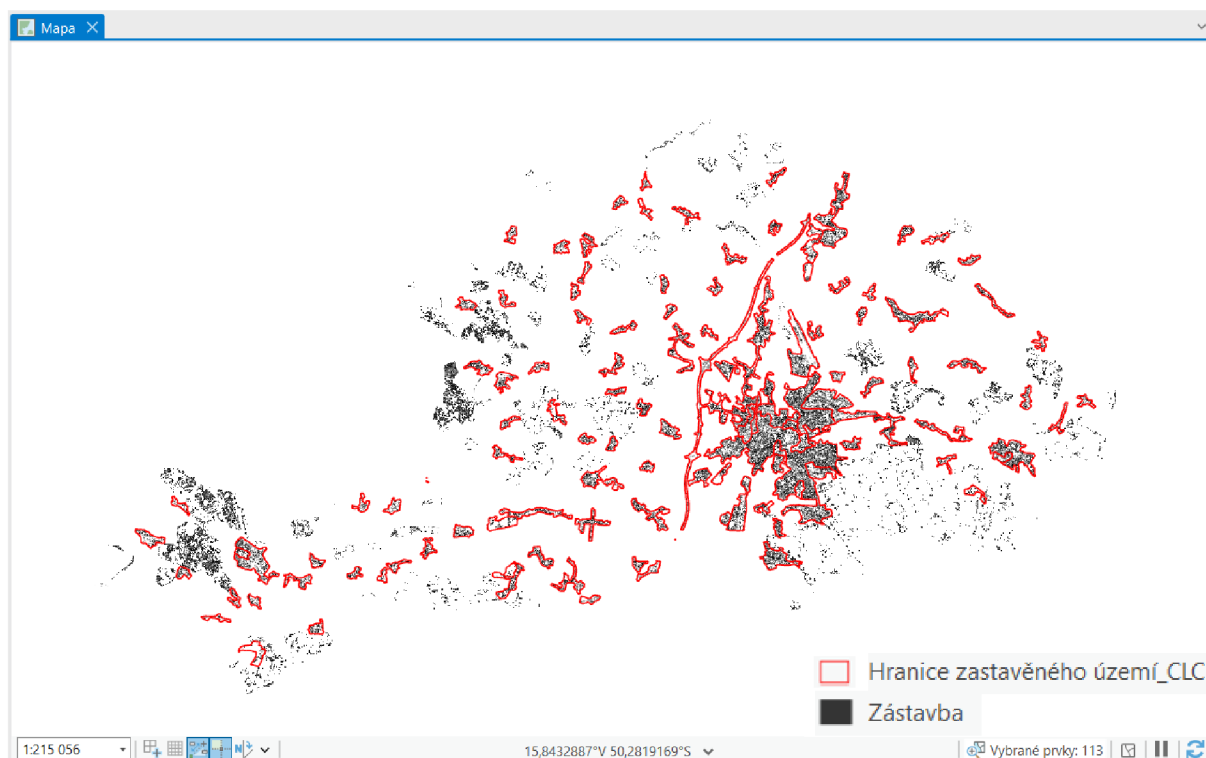 Mapa
Hranice zastavěného území_CLC
Zástavba
1:215 056
15,8432887°V 50,2819169°S
Vybrané prvky: 113